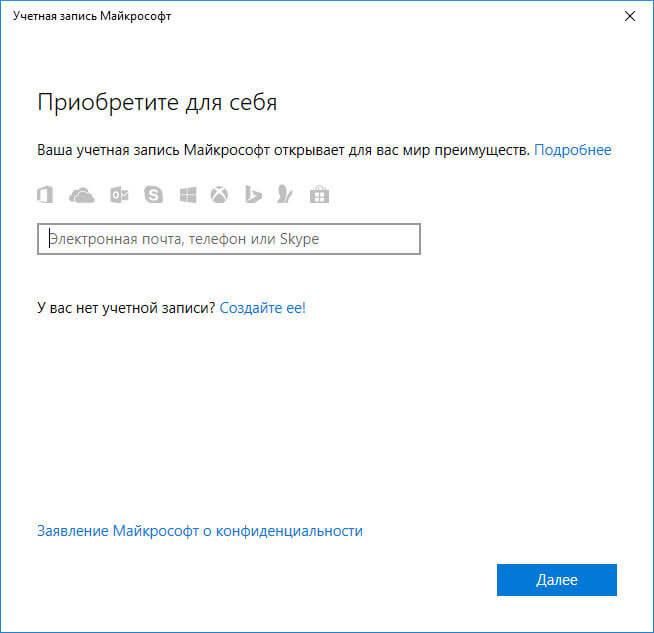 Учетная запись Майкрософт
Приобретите для себя
Ваша учетная запись Майкрософт открывает для вас мир преимуществ. Подробнее
Электронная почта, телефон или Skype
У вас нет учетной записи? Создайте ее!
Заявление Майкрософт о конфиденциальности
Далее